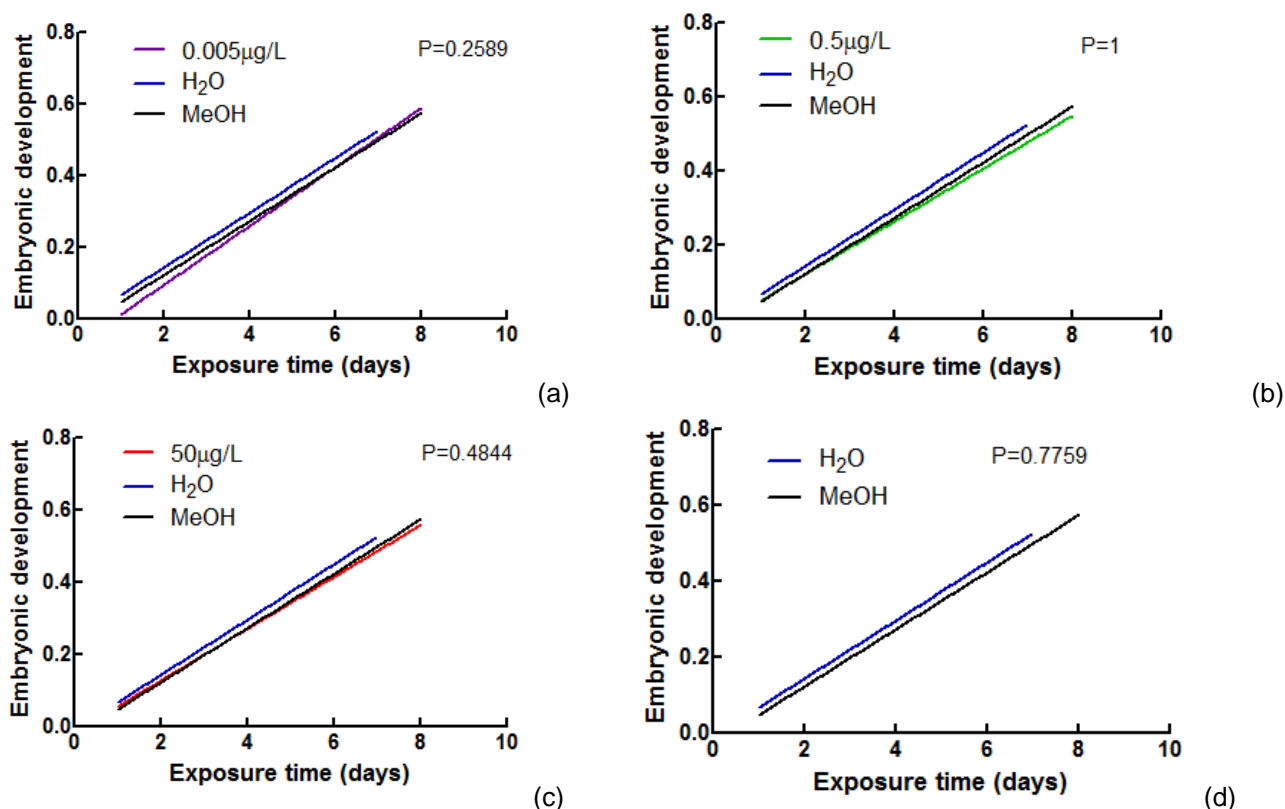 0.8
0.6
0.4
0.2
0.0
0 2 4 6 8 10
Embryonic development
Exposure time (days)
0.005µg/L
H₂O
MeOH
P=0.2589
(a)
0.8
0.6
0.4
0.2
0.0
0 2 4 6 8 10
Embryonic development
Exposure time (days)
0.5µg/L
H₂O
MeOH
P=1
(b)
0.8
0.6
0.4
0.2
0.0
0 2 4 6 8 10
Embryonic development
Exposure time (days)
50µg/L
H₂O
MeOH
P=0.4844
(c)
0.8
0.6
0.4
0.2
0.0
0 2 4 6 8 10
Embryonic development
Exposure time (days)
H₂O
MeOH
P=0.7759
(d)